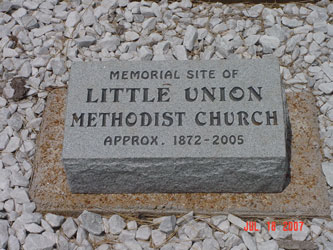 MEMORIAL SITE OF
LITTLE UNION
METHODIST CHURCH
APPROX. 1872-2005
JUL 18 2007